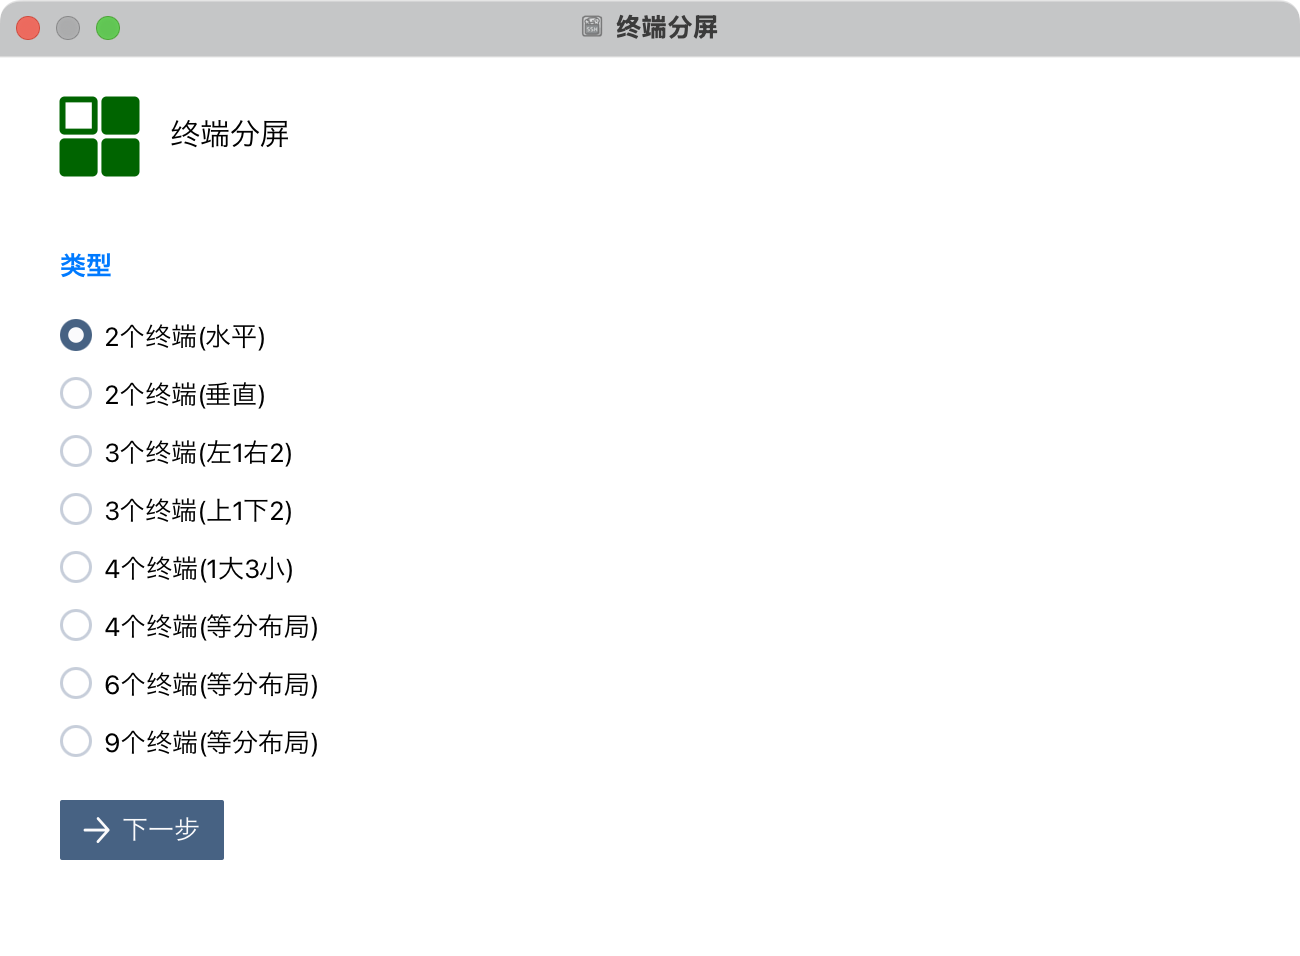 终端分屏
终端分屏
类型
2个终端(水平)
2个终端(垂直)
3个终端(左1右2)
3个终端(上1下2)
4个终端(1大3小)
4个终端(等分布局)
6个终端(等分布局)
9个终端(等分布局)
下一步